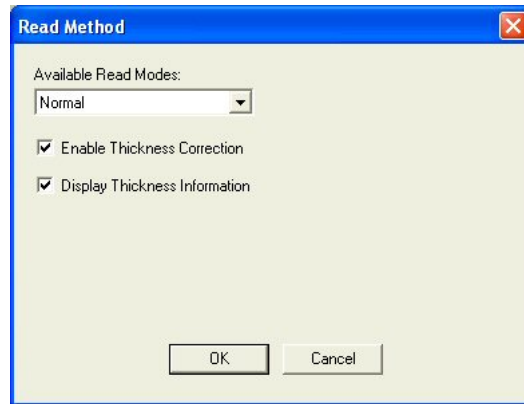 Read Method
Available Read Modes:
Normal
Enable Thickness Correction
Display Thickness Information
OK
Cancel